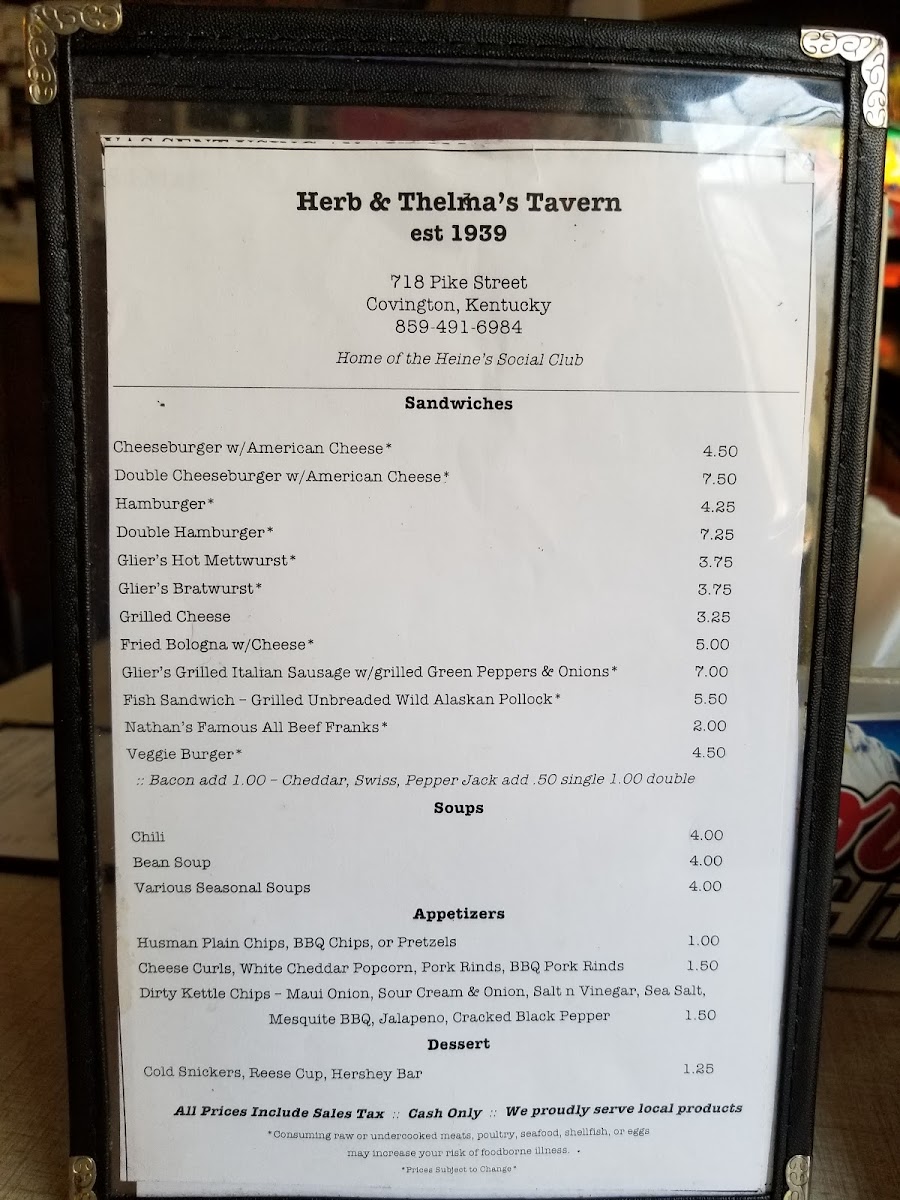 Herb & Thelma's Tavern
est 1939
718 Pike Street
Covington, Kentucky
859-491-6984
Home of the Heine's Social Club
Sandwiches
Cheeseburger w/American Cheese* 4.50
Double Cheeseburger w/American Cheese* 7.50
Hamburger* 4.25
Double Hamburger* 7.25
Glier's Hot Mettwurst* 3.75
Glier's Bratwurst* 3.75
Grilled Cheese 3.25
Fried Bologna w/Cheese* 5.00
Glier's Grilled Italian Sausage w/grilled Green Peppers & Onions* 7.00
Fish Sandwich – Grilled Unbreaded Wild Alaskan Pollock* 5.50
Nathan's Famous All Beef Franks* 2.00
Veggie Burger* 4.50
:: Bacon add 1.00 – Cheddar, Swiss, Pepper Jack add .50 single 1.00 double
Soups
Chili 4.00
Bean Soup 4.00
Various Seasonal Soups 4.00
Appetizers
Husman Plain Chips, BBQ Chips, or Pretzels 1.00
Cheese Curls, White Cheddar Popcorn, Pork Rinds, BBQ Pork Rinds 1.50
Dirty Kettle Chips – Maui Onion, Sour Cream & Onion, Salt n Vinegar, Sea Salt,
Mesquite BBQ, Jalapeno, Cracked Black Pepper 1.50
Dessert
Cold Snickers, Reese Cup, Hershey Bar 1.25
All Prices Include Sales Tax :: Cash Only :: We proudly serve local products
*Consuming raw or undercooked meats, poultry, seafood, shellfish, or eggs
may increase your risk of foodborne illness.
*Prices Subject to Change*